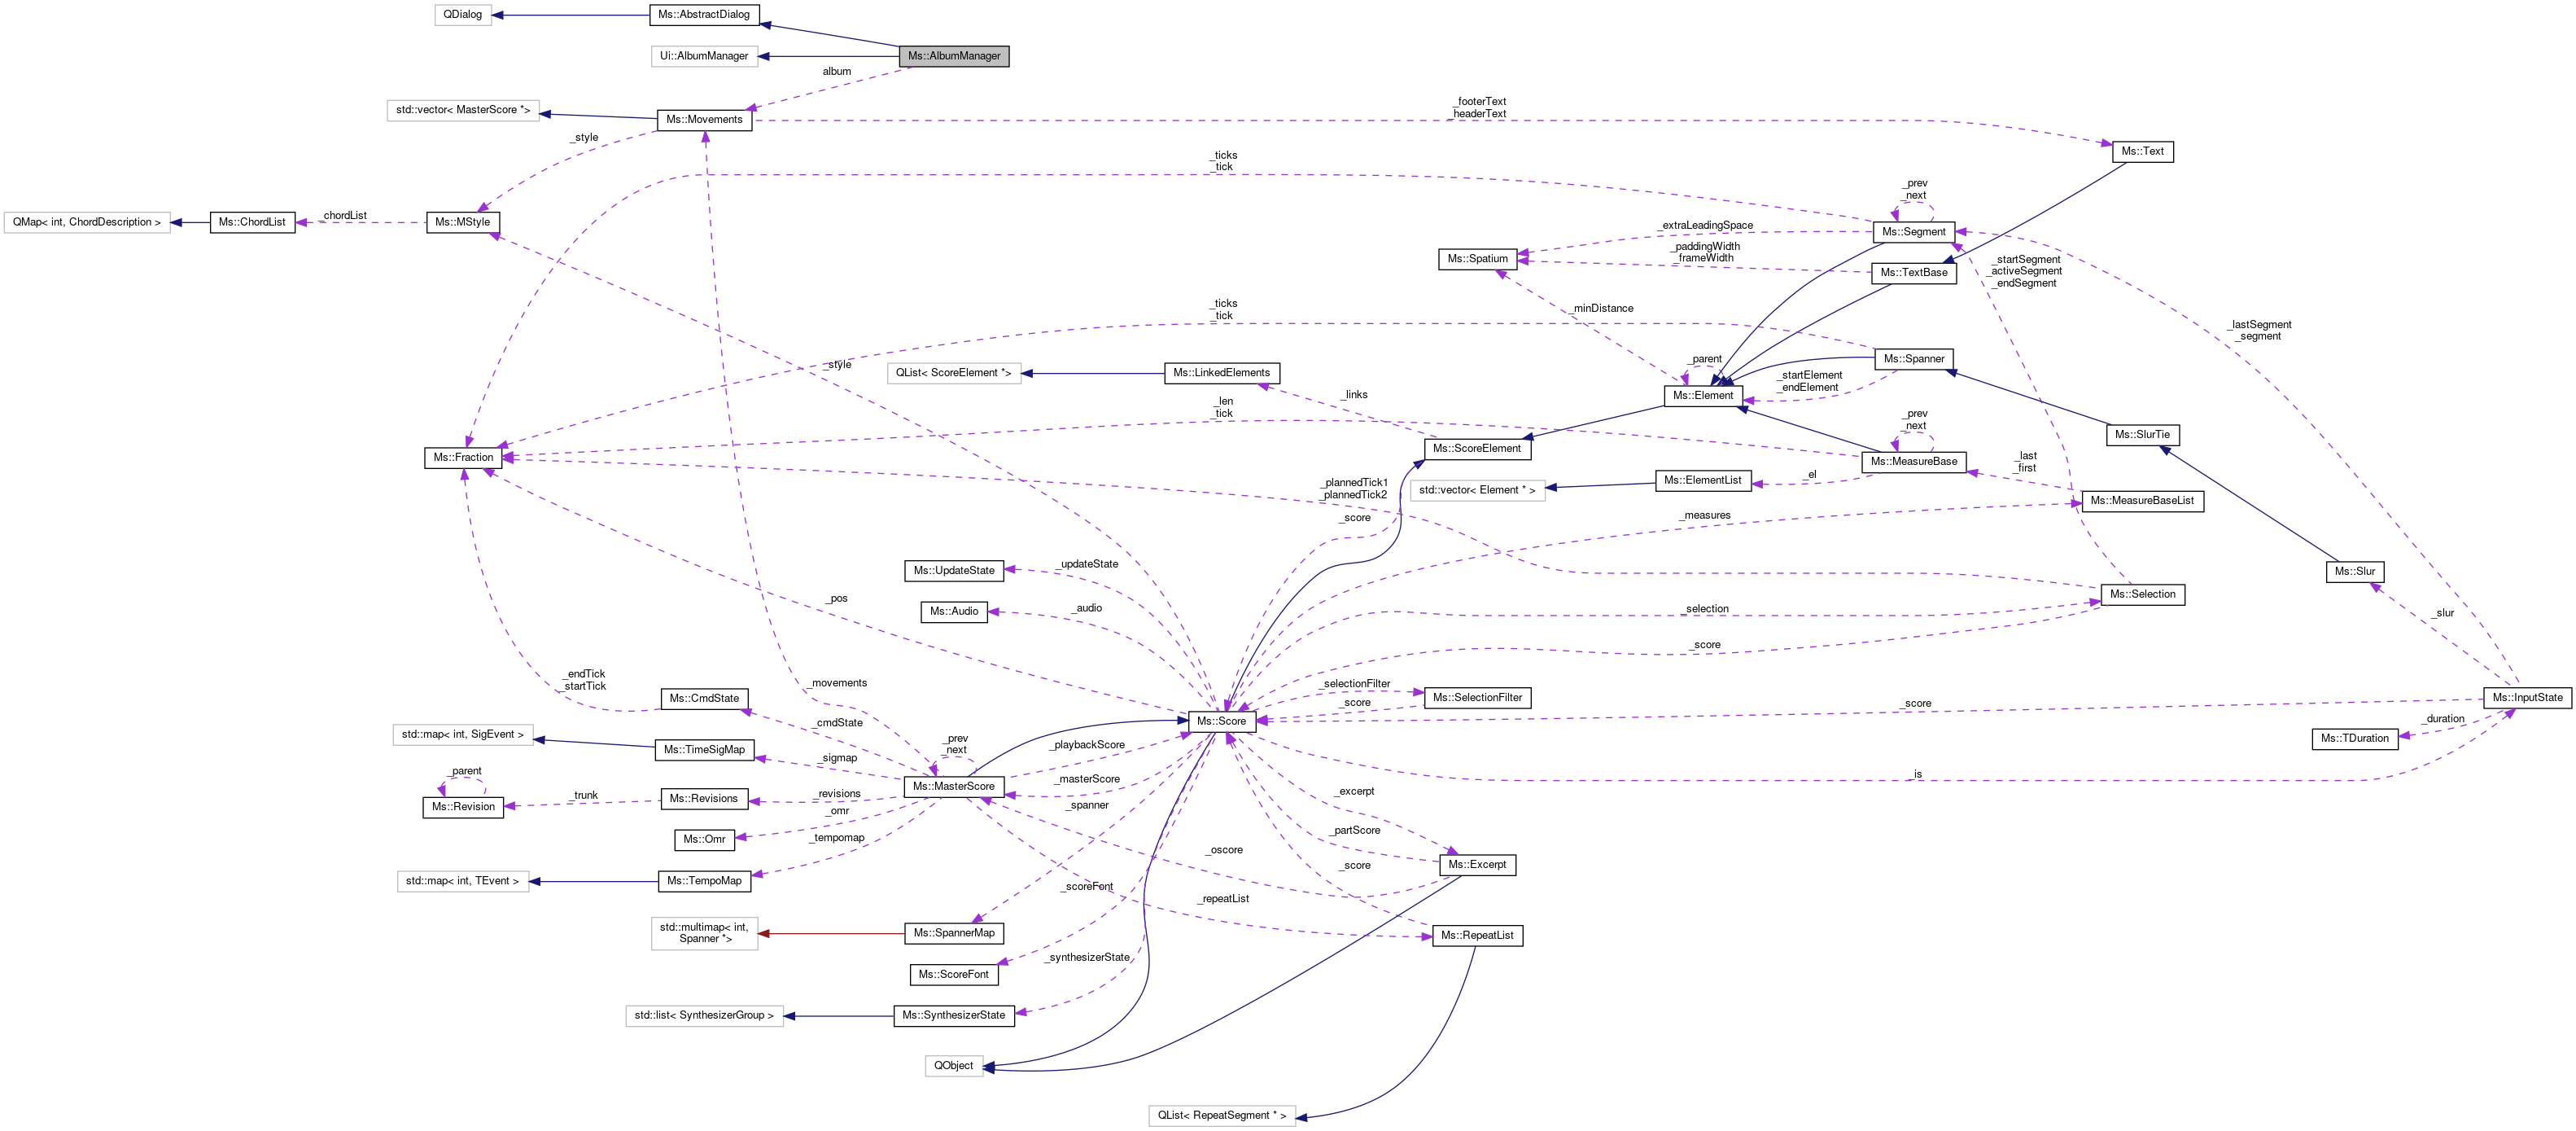 QDialog
Ms::AbstractDialog
Ui::AlbumManager
Ms::AlbumManager
album
std::vector< MasterScore *>
Ms::Movements
_footerText
_headerText
_style
Ms::Text
_ticks
_tick
_prev
_next
QMap< int, ChordDescription >
Ms::ChordList
_chordList
Ms::MStyle
_extraLeadingSpace
Ms::Segment
_paddingWidth
_frameWidth
Ms::Spatium
Ms::TextBase
_startSegment
_activeSegment
_endSegment
_minDistance
_ticks
_tick
_lastSegment
_segment
_style
QList< ScoreElement *>
Ms::LinkedElements
_parent
Ms::Spanner
_startElement
_endElement
_links
Ms::Element
_len
_tick
_prev
_next
Ms::SlurTie
Ms::Fraction
Ms::ScoreElement
Ms::MeasureBase
_last
_first
_el
_plannedTick1
_plannedTick2
std::vector< Element * >
Ms::ElementList
Ms::MeasureBaseList
_score
_measures
Ms::UpdateState
_updateState
Ms::Slur
_pos
Ms::Audio
_audio
_selection
Ms::Selection
_slur
_score
_endTick
_startTick
_movements
_selectionFilter
Ms::CmdState
Ms::SelectionFilter
Ms::InputState
_score
_score
_cmdState
Ms::Score
_duration
std::map< int, SigEvent >
Ms::TimeSigMap
_prev
_next
_playbackScore
Ms::TDuration
_sigmap
_parent
_masterScore
_is
Ms::MasterScore
_trunk
Ms::Revisions
_revisions
_excerpt
Ms::Revision
_spanner
_omr
_partScore
Ms::Omr
_tempomap
_oscore
_score
Ms::Excerpt
std::map< int, TEvent >
Ms::TempoMap
_scoreFont
_repeatList
std::multimap< int,
Spanner *>
Ms::SpannerMap
Ms::RepeatList
_synthesizerState
Ms::ScoreFont
std::list< SynthesizerGroup >
Ms::SynthesizerState
QObject
QList< RepeatSegment * >